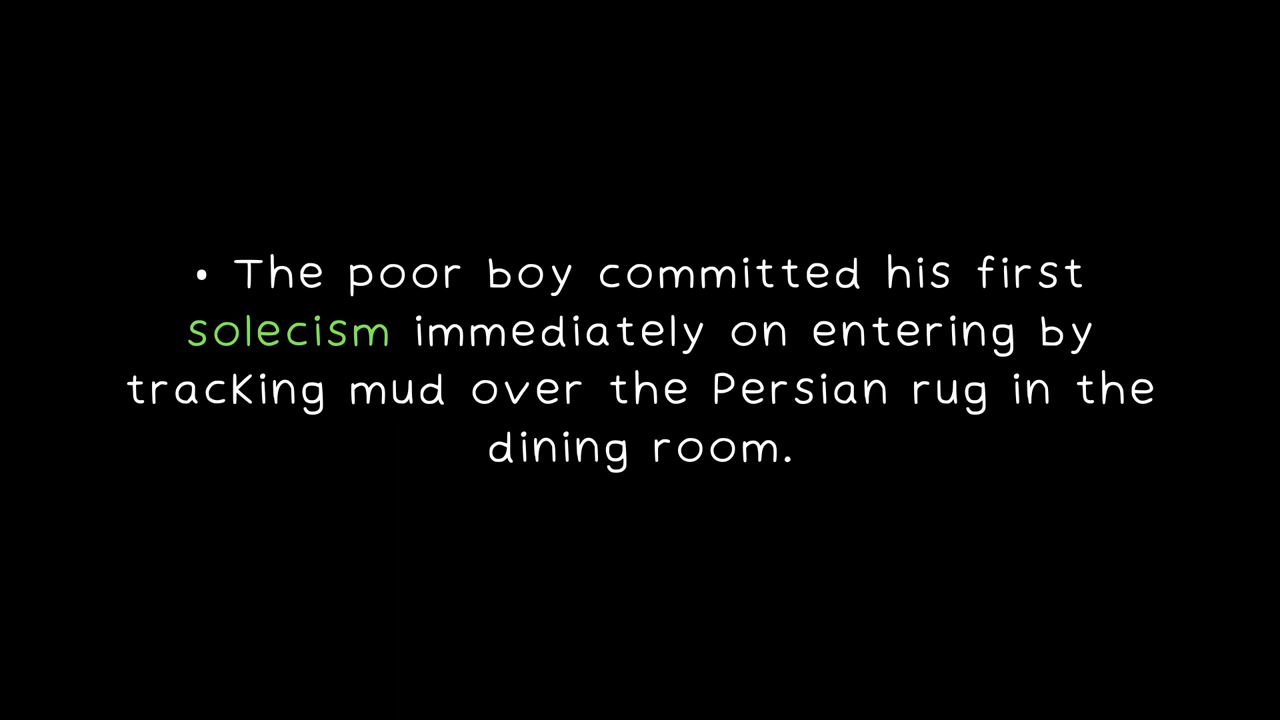 • The poor boy committed his first
solecism immediately on entering by
tracking mud over the Persian rug in the
dining room.